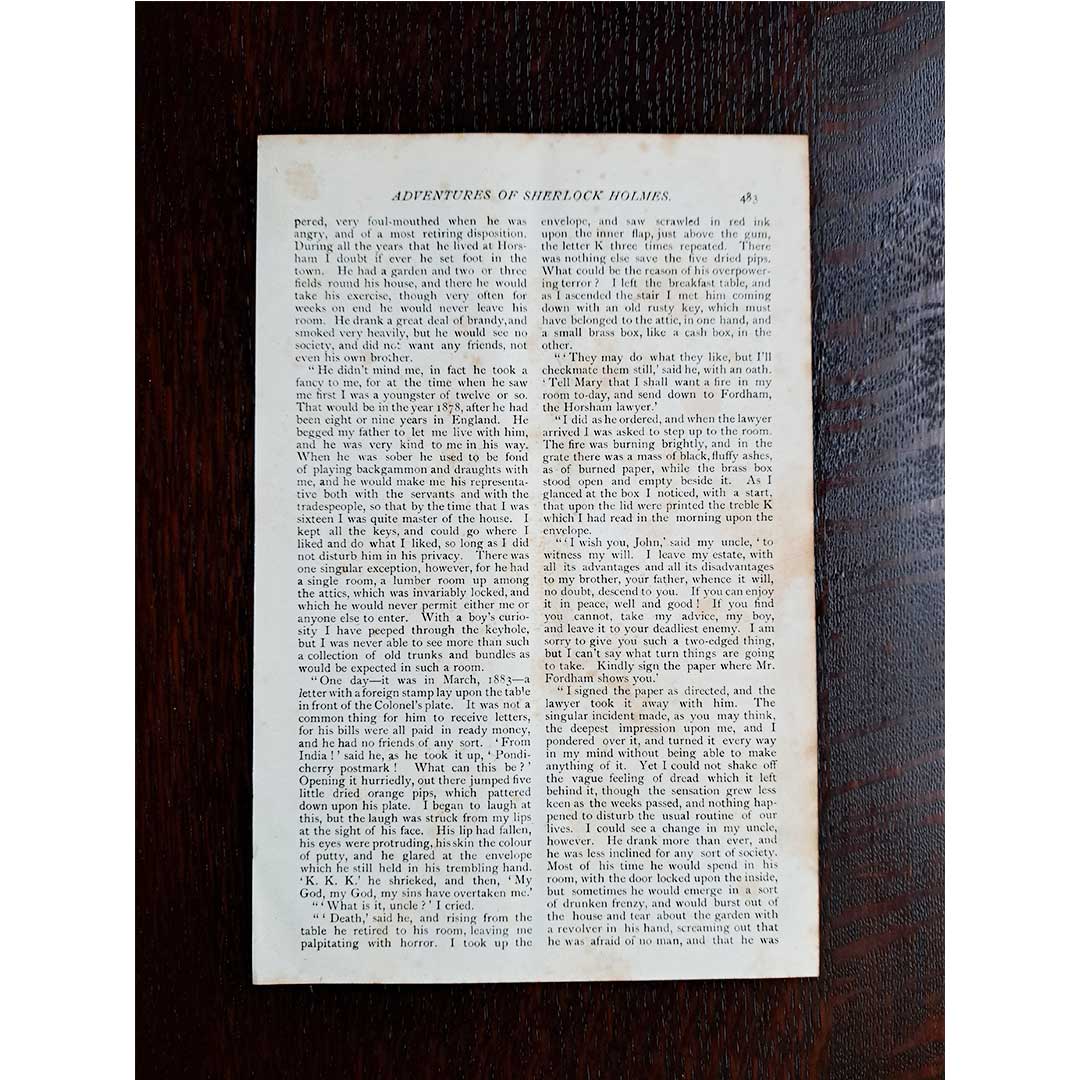 ADVENTURES OF SHERLOCK HOLMES.
483
pered, very foul-mouthed when he was
angry, and of a most retiring disposition.
During all the years that he lived at Hors-
ham I doubt if ever he set foot in the
town. He had a garden and two or three
fields round his house, and there he would
take his exercise, though very often for
weeks on end he would never leave his
room. He drank a great deal of brandy, and
smoked very heavily, but he would see no
society, and did not want any friends, not
even his own brother.
"He didn't mind me, in fact he took a
fancy to me, for at the time when he saw
me first I was a youngster of twelve or so.
That would be in the year 1878, after he had
been eight or nine years in England. He
begged my father to let me live with him,
and he was very kind to me in his way.
When he was sober he used to be fond
of playing backgammon and draughts with
me, and he would make me his representa-
tive both with the servants and with the
tradespeople, so that by the time that I was
sixteen I was quite master of the house. I
kept all the keys, and could go where I
liked and do what I liked, so long as I did
not disturb him in his privacy. There was
one singular exception, however, for he had
a single room, a lumber room up among
the attics, which was invariably locked, and
which he would never permit either me or
anyone else to enter. With a boy's curio-
sity I have peeped through the keyhole,
but I was never able to see more than such
a collection of old trunks and bundles as
would be expected in such a room.
"One day—it was in March, 1883—a
letter with a foreign stamp lay upon the table
in front of the Colonel's plate. It was not a
common thing for him to receive letters,
for his bills were all paid in ready money,
and he had no friends of any sort. 'From
India!' said he, as he took it up, 'Pondi-
cherry postmark! What can this be?'
Opening it hurriedly, out there jumped five
little dried orange pips, which pattered
down upon his plate. I began to laugh at
this, but the laugh was struck from my lips
at the sight of his face. His lip had fallen,
his eyes were protruding, his skin the colour
of putty, and he glared at the envelope
which he still held in his trembling hand.
'K. K. K.' he shrieked, and then, 'My
God, my God, my sins have overtaken me.'
"'What is it, uncle?' I cried.
"'Death,' said he, and rising from the
table he retired to his room, leaving me
palpitating with horror. I took up the
envelope, and saw scrawled in red ink
upon the inner flap, just above the gum,
the letter K three times repeated. There
was nothing else save the five dried pips.
What could be the reason of his overpower-
ing terror? I left the breakfast table, and
as I ascended the stair I met him coming
down with an old rusty key, which must
have belonged to the attic, in one hand, and
a small brass box, like a cash box, in the
other.
"'They may do what they like, but I'll
checkmate them still,' said he, with an oath.
'Tell Mary that I shall want a fire in my
room to-day, and send down to Fordham,
the Horsham lawyer.'
"I did as he ordered, and when the lawyer
arrived I was asked to step up to the room.
The fire was burning brightly, and in the
grate there was a mass of black, fluffy ashes,
as of burned paper, while the brass box
stood open and empty beside it. As I
glanced at the box I noticed, with a start,
that upon the lid were printed the treble K
which I had read in the morning upon the
envelope.
"'I wish you, John,' said my uncle, 'to
witness my will. I leave my estate, with
all its advantages and all its disadvantages
to my brother, your father, whence it will,
no doubt, descend to you. If you can enjoy
it in peace, well and good! If you find
you cannot, take my advice, my boy,
and leave it to your deadliest enemy. I am
sorry to give you such a two-edged thing,
but I can't say what turn things are going
to take. Kindly sign the paper where Mr.
Fordham shows you.'
"I signed the paper as directed, and the
lawyer took it away with him. The
singular incident made, as you may think,
the deepest impression upon me, and I
pondered over it, and turned it every way
in my mind without being able to make
anything of it. Yet I could not shake off
the vague feeling of dread which it left
behind it, though the sensation grew less
keen as the weeks passed, and nothing hap-
pened to disturb the usual routine of our
lives. I could see a change in my uncle,
however. He drank more than ever, and
he was less inclined for any sort of society.
Most of his time he would spend in his
room, with the door locked upon the inside,
but sometimes he would emerge in a sort
of drunken frenzy, and would burst out of
the house and tear about the garden with
a revolver in his hand, screaming out that
he was afraid of no man, and that he was